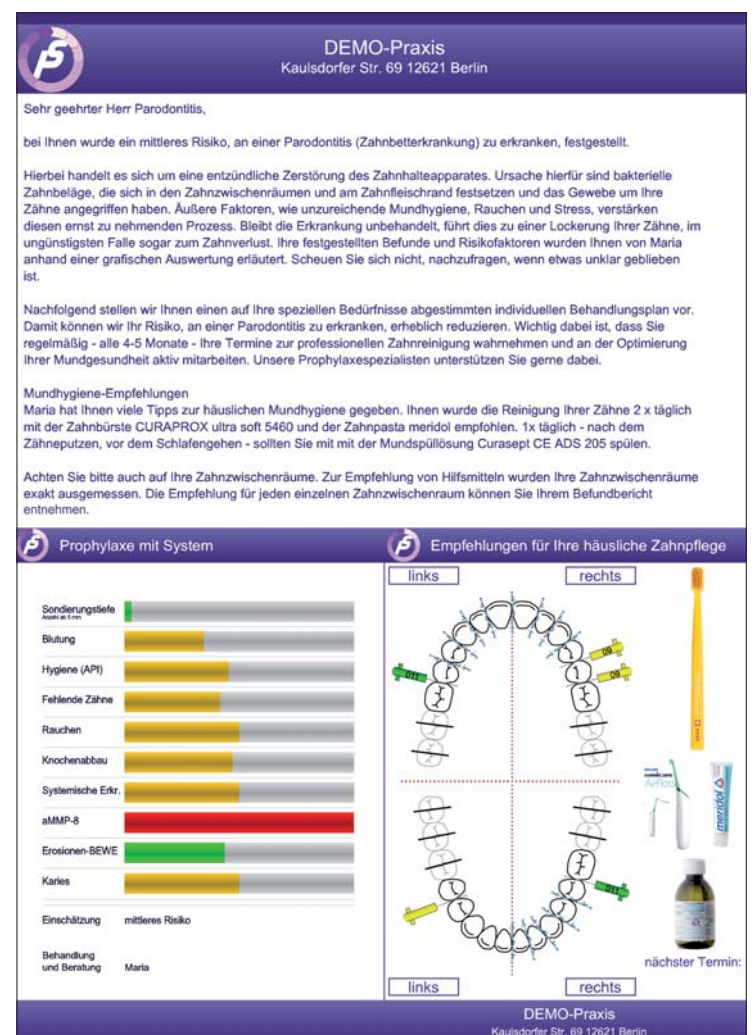 DEMO-Praxis
Kaulsdorfer Str. 69 12621 Berlin
Sehr geehrter Herr Parodontitis,
bei Ihnen wurde ein mittleres Risiko, an einer Parodontitis (Zahnbetterkrankung) zu erkranken, festgestellt.
Hierbei handelt es sich um eine entzündliche Zerstörung des Zahnhalteapparates. Ursache hierfür sind bakterielle
Zahnbeläge, die sich in den Zahnzwischenräumen und am Zahnfleischrand festsetzen und das Gewebe um Ihre
Zähne angegriffen haben. Äußere Faktoren, wie unzureichende Mundhygiene, Rauchen und Stress, verstärken
diesen ernst zu nehmenden Prozess. Bleibt die Erkrankung unbehandelt, führt dies zu einer Lockerung Ihrer Zähne, im
ungünstigsten Falle sogar zum Zahnverlust. Ihre festgestellten Befunde und Risikofaktoren wurden Ihnen von Maria
anhand einer grafischen Auswertung erläutert. Scheuen Sie sich nicht, nachzufragen, wenn etwas unklar geblieben
ist.
Nachfolgend stellen wir Ihnen einen auf Ihre speziellen Bedürfnisse abgestimmten individuellen Behandlungsplan vor.
Damit können wir Ihr Risiko, an einer Parodontitis zu erkranken, erheblich reduzieren. Wichtig dabei ist, dass Sie
regelmäßig - alle 4-5 Monate - Ihre Termine zur professionellen Zahnreinigung wahrnehmen und an der Optimierung
Ihrer Mundgesundheit aktiv mitarbeiten. Unsere Prophylaxespezialisten unterstützen Sie gerne dabei.
Mundhygiene-Empfehlungen
Maria hat Ihnen viele Tipps zur häuslichen Mundhygiene gegeben. Ihnen wurde die Reinigung Ihrer Zähne 2 x täglich
mit der Zahnbürste CURAPROX ultra soft 5460 und der Zahnpasta meridol empfohlen. 1x täglich - nach dem
Zähneputzen, vor dem Schlafengehen - sollten Sie mit mit der Mundspüllösung Curasept CE ADS 205 spülen.
Achten Sie bitte auch auf Ihre Zahnzwischenräume. Zur Empfehlung von Hilfsmitteln wurden Ihre Zahnzwischenräume
exakt ausgemessen. Die Empfehlung für jeden einzelnen Zahnzwischenraum können Sie Ihrem Befundbericht
entnehmen.
Prophylaxe mit System
Sondierungstiefe
Blutung
Hygiene (API)
Fehlende Zähne
Rauchen
Knochenabbau
Systemische Erkr.
aMMP-8
Erosionen-BEWE
Karies
Einschätzung mittleres Risiko
Behandlung
und Beratung Maria
Empfehlungen für Ihre häusliche Zahnpflege
links rechts
09
011
09
AirFloss
meridol
011
nächster Termin:
links rechts
DEMO-Praxis
Kaulsdorfer Str. 69 12621 Berlin